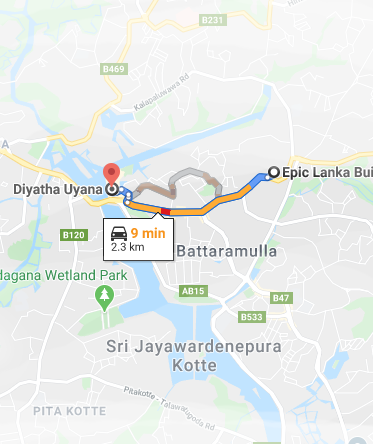 B231
B469
Kalapaluwawa Rd
Diyatha Uyana
Epic Lanka Bui
9 min
2.3 km
B120
Battaramulla
dagana Wetland Park
AB15
B47
B533
Sri Jayawardenepura
Kotte
Pitakotte - Talawatugoda Rd
PITA KOTTE